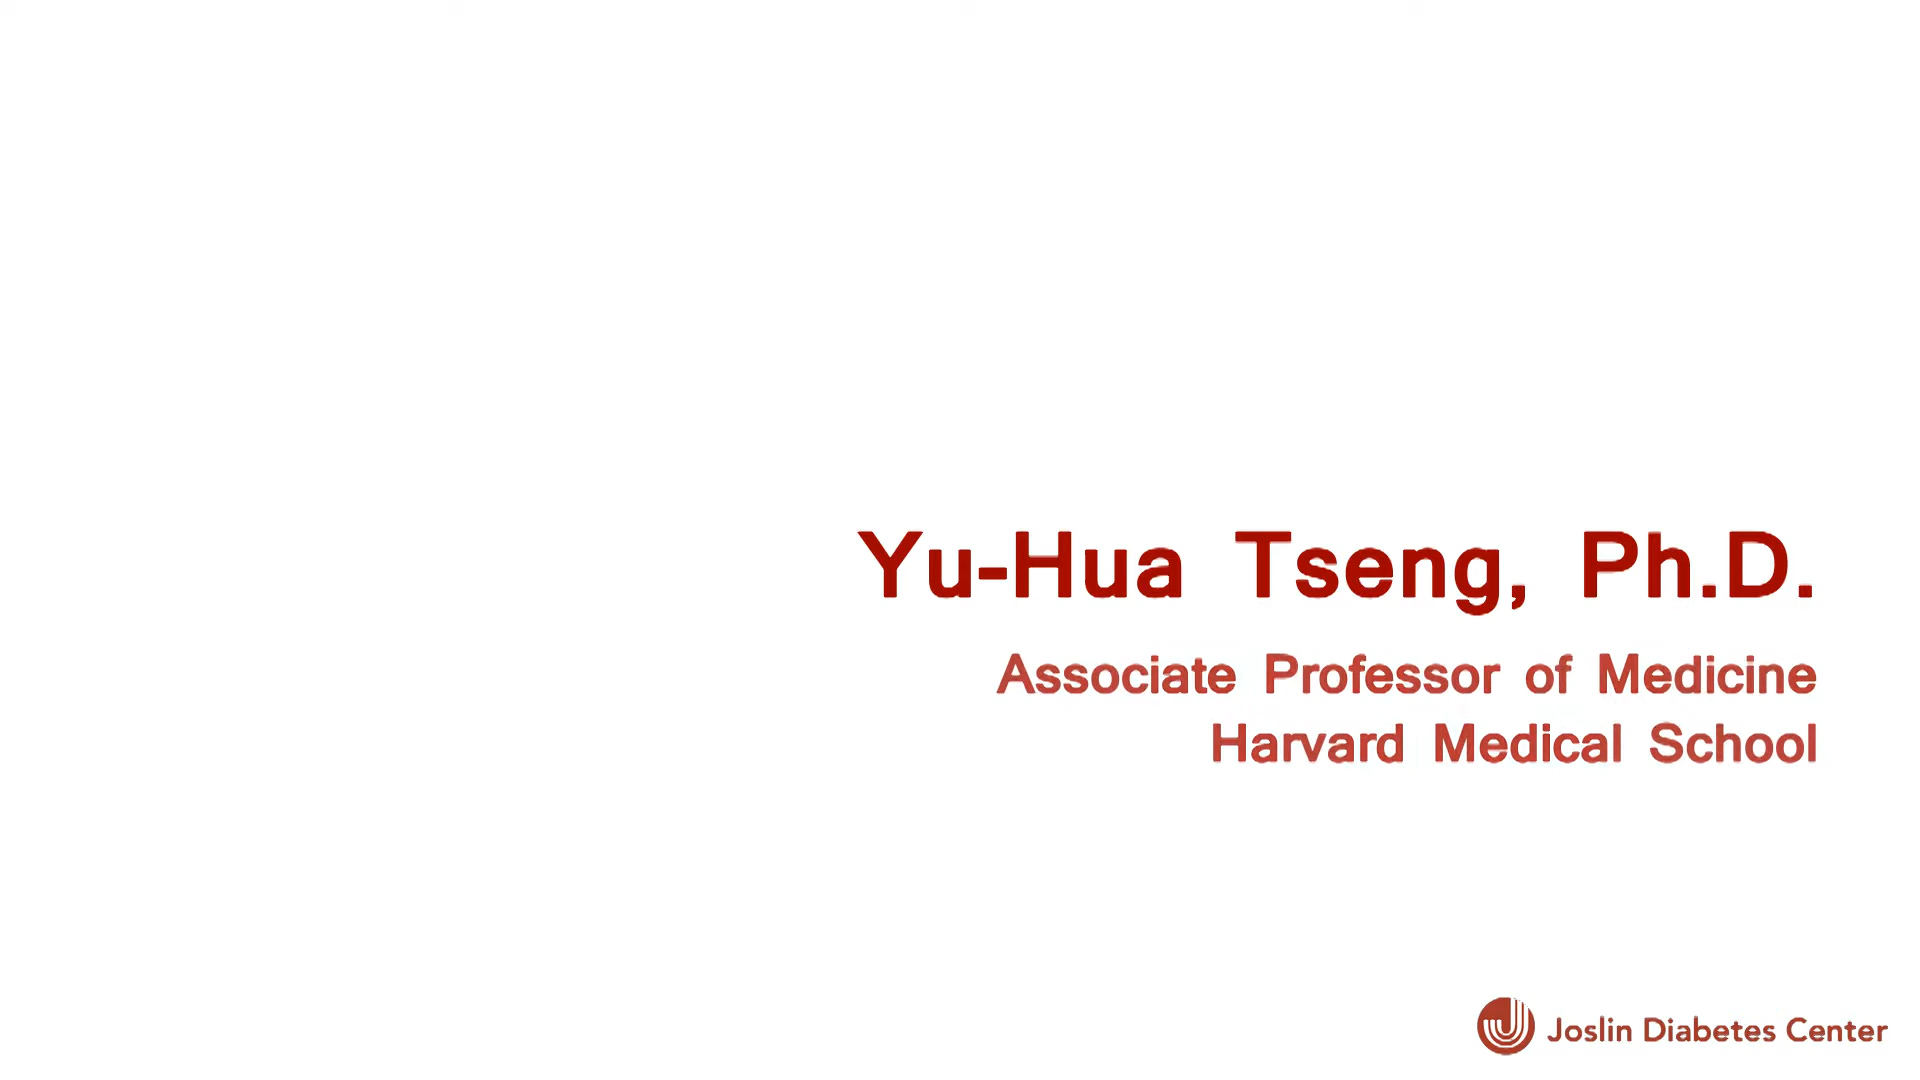 Yu-Hua Tseng, Ph.D.
Associate Professor of Medicine
Harvard Medical School
Joslin Diabetes Center